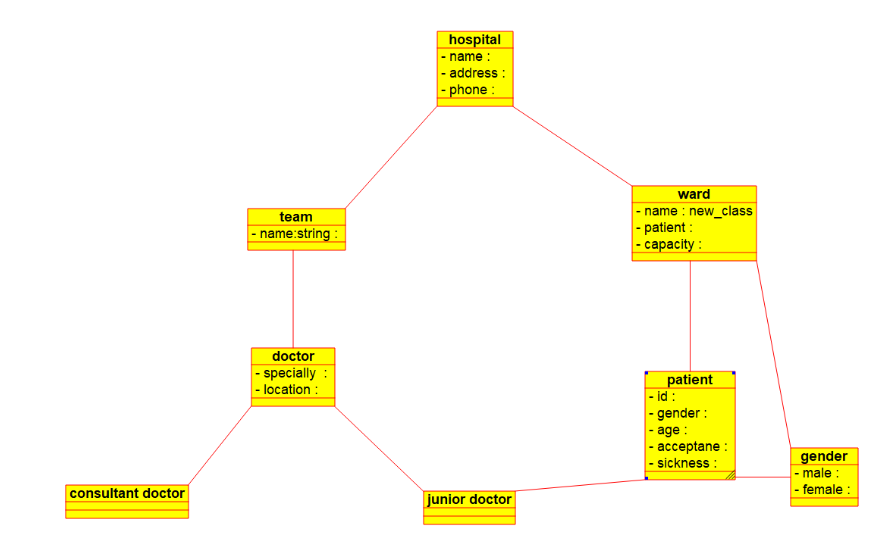 hospital
- name :
- address :
- phone :
ward
- name : new_class
- patient :
- capacity :
team
- name:string :
doctor
- specially  :
- location :
patient
- id :
- gender :
- age :
- acceptane :
- sickness :
gender
- male :
- female :
consultant doctor
junior doctor